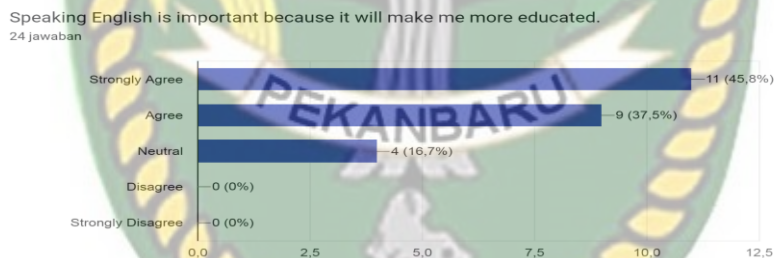 Speaking English is important because it will make me more educated.
24 jawaban
Strongly Agree 11 (45,8%)
Agree 9 (37,5%)
Neutral 4 (16,7%)
Disagree 0 (0%)
Strongly Disagree 0 (0%)
0,0 2,5 5,0 7,5 10,0 12,5
PEKANBARU